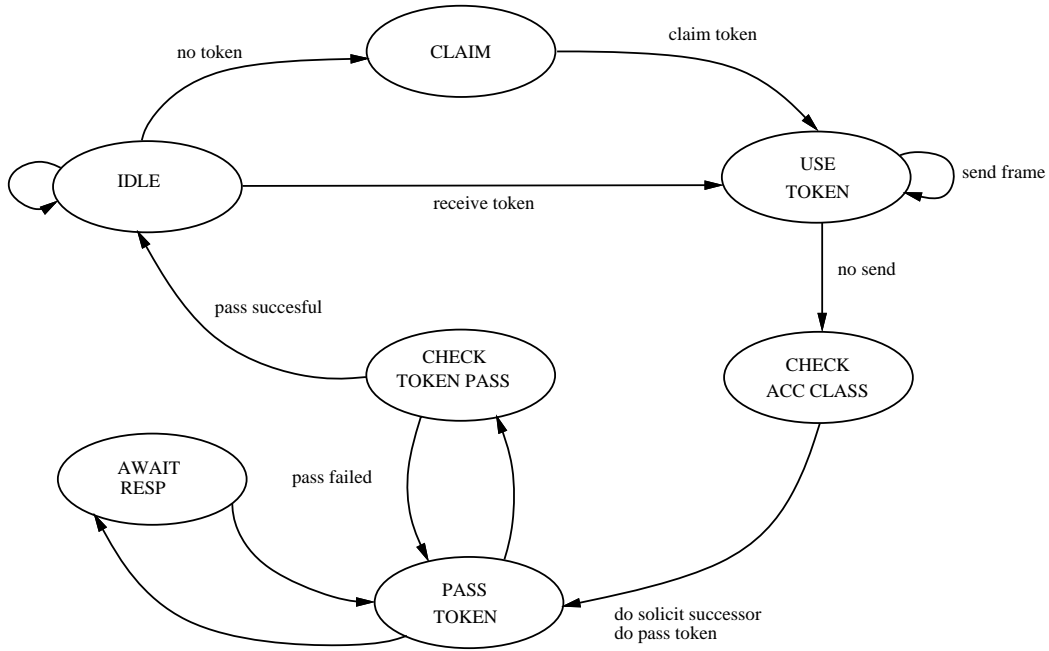 no token
CLAIM
claim token
IDLE
receive token
USE
TOKEN
send frame
no send
pass succesful
CHECK
TOKEN PASS
CHECK
ACC CLASS
AWAIT
RESP
pass failed
PASS
TOKEN
do solicit successor
do pass token